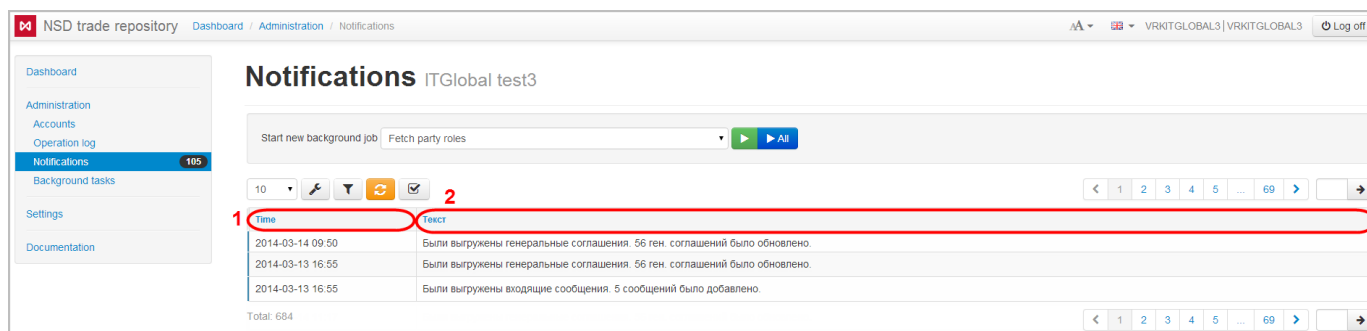 NSD trade repository Dashboard / Administration / Notifications AA VRKITGLOBAL3 | VRKITGLOBAL3 Log off
Dashboard
Administration
Accounts
Operation log
Notifications 105
Background tasks
Settings
Documentation
Notifications ITGlobal test3
Start new background job Fetch party roles All
10 2 < 1 2 3 4 5 ... 69 >
1 Time Текст
2014-03-14 09:50 Были выгружены генеральные соглашения. 56 ген. соглашений было обновлено.
2014-03-13 16:55 Были выгружены генеральные соглашения. 56 ген. соглашений было обновлено.
2014-03-13 16:55 Были выгружены входящие сообщения. 5 сообщений было добавлено.
Total: 684 < 1 2 3 4 5 ... 69 >